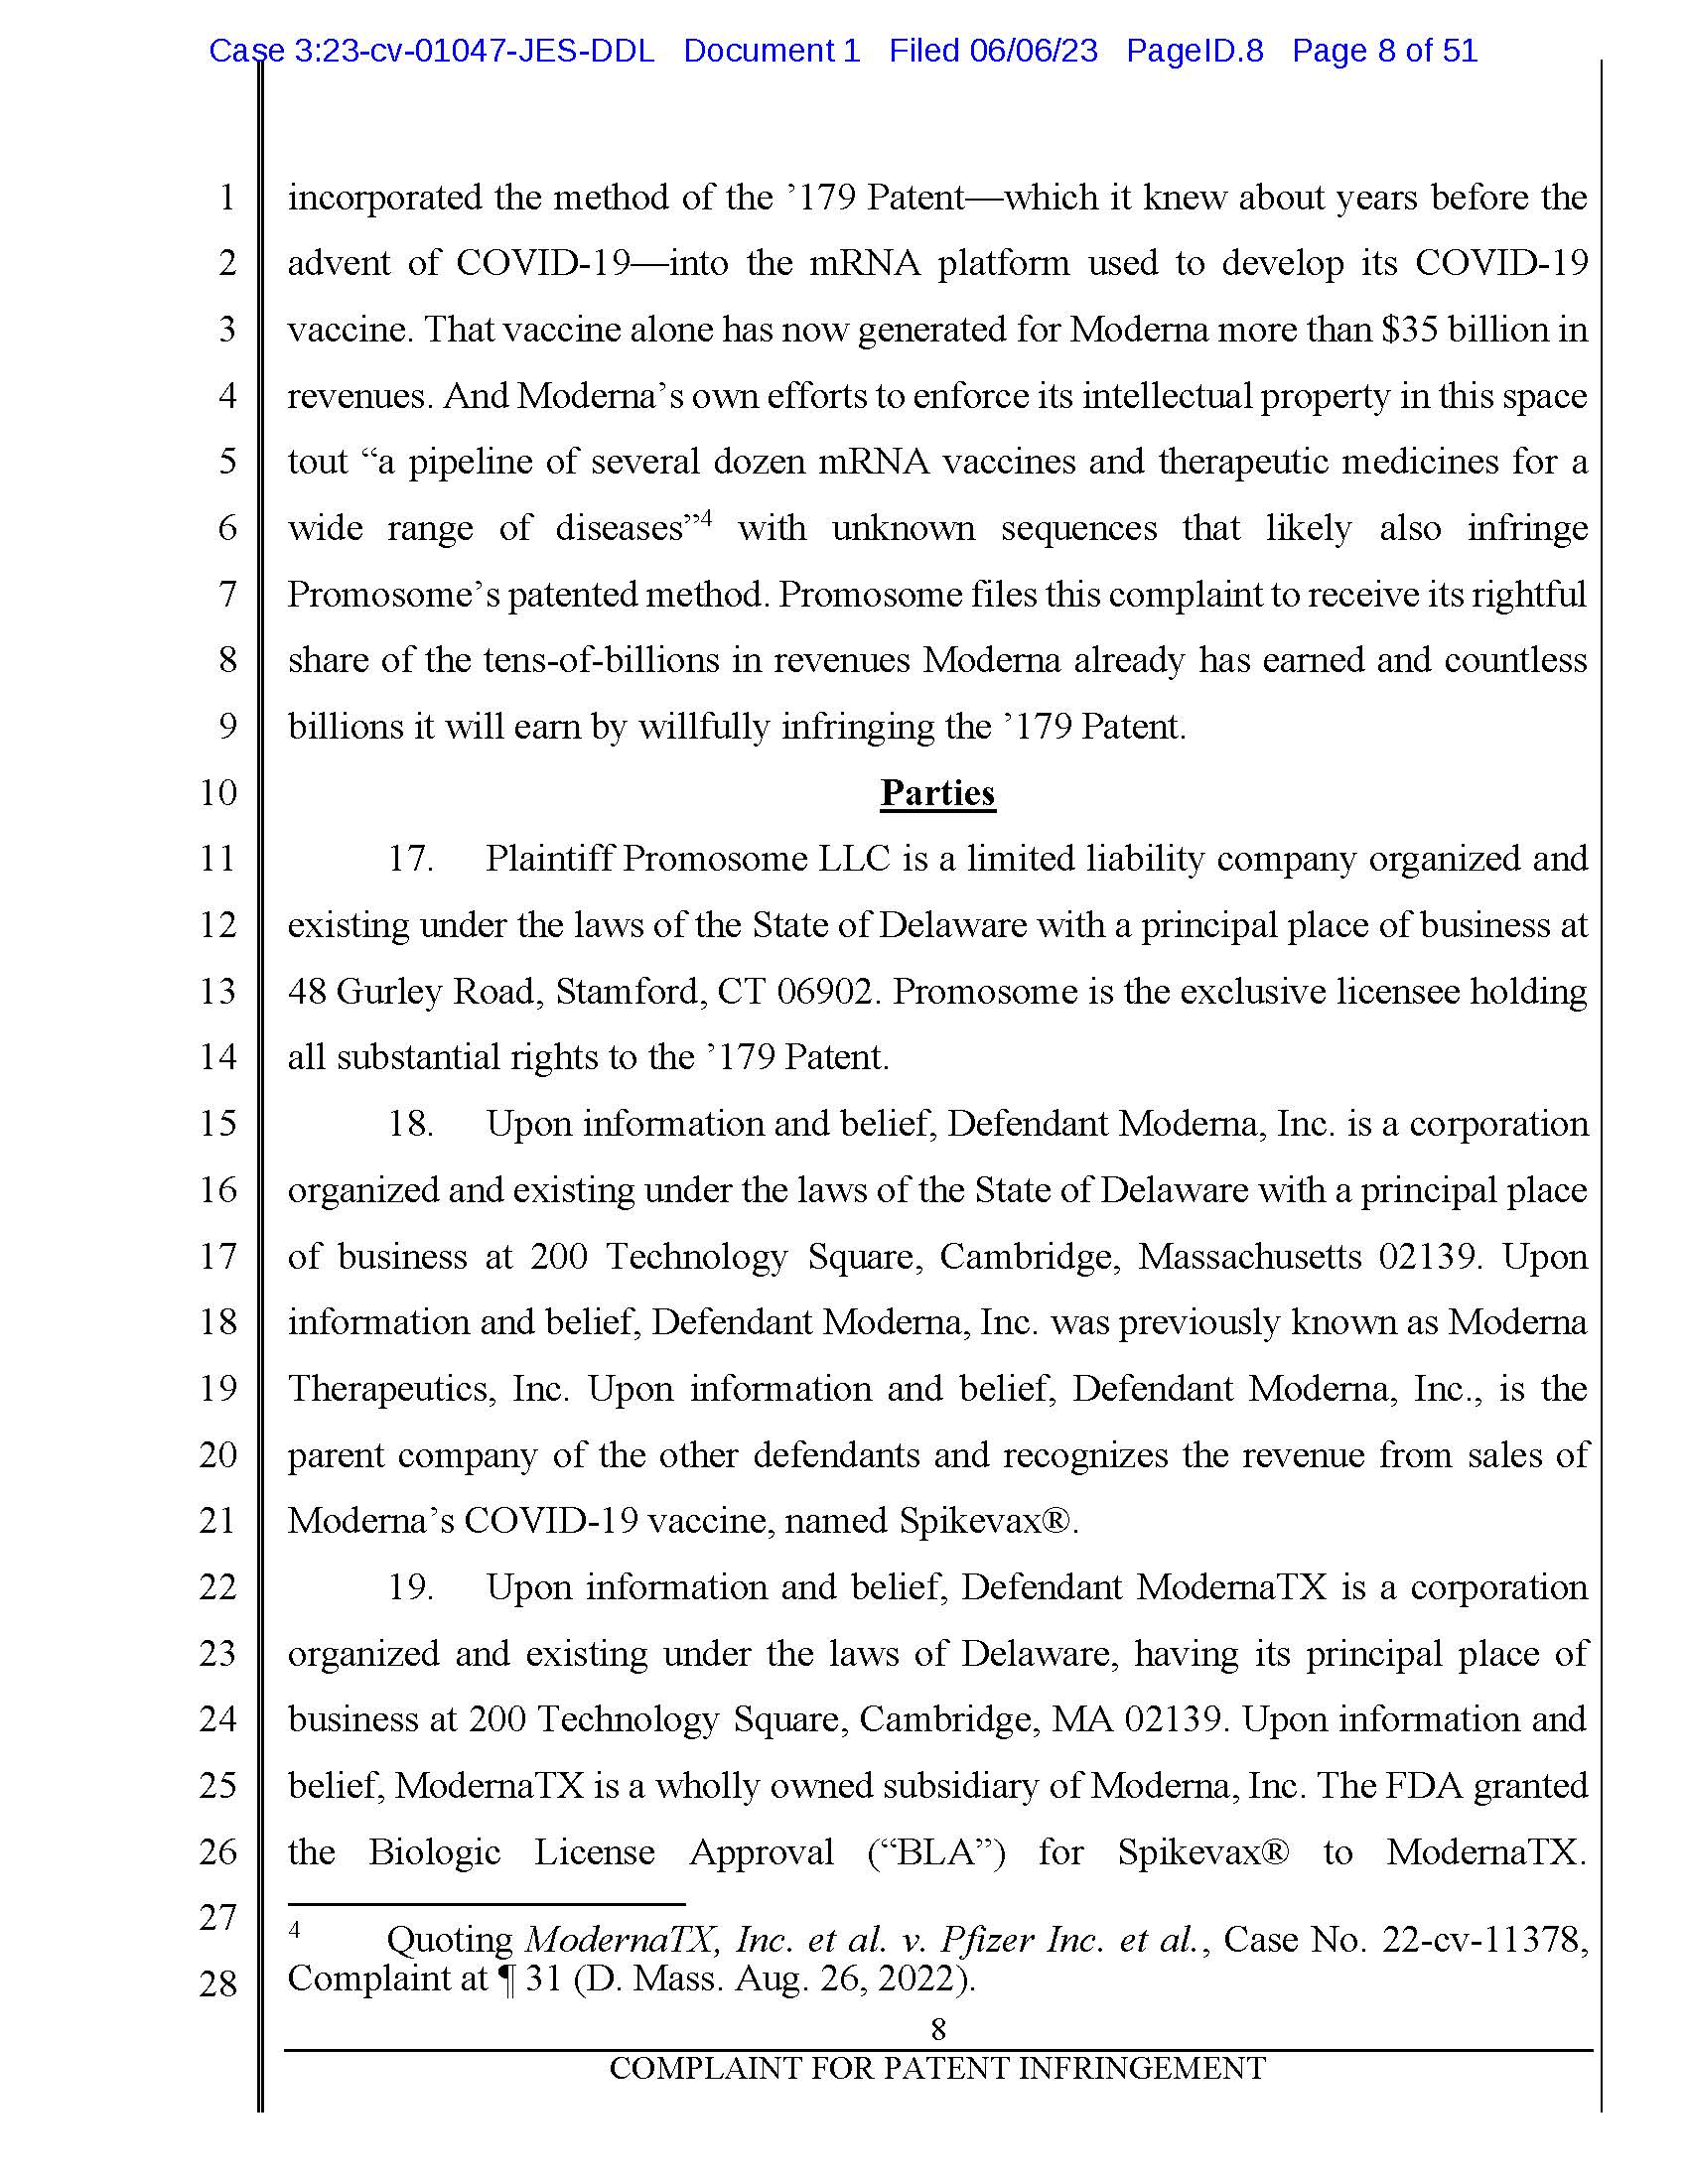 Case 3:23-cv-01047-JES-DDL Document 1 Filed 06/06/23 PageID.8 Page 8 of 51
1 incorporated the method of the ’179 Patent—which it knew about years before the
2 advent of COVID-19—into the mRNA platform used to develop its COVID-19
3 vaccine. That vaccine alone has now generated for Moderna more than $35 billion in
4 revenues. And Moderna’s own efforts to enforce its intellectual property in this space
5 tout “a pipeline of several dozen mRNA vaccines and therapeutic medicines for a
6 wide range of diseases”4 with unknown sequences that likely also infringe
7 Promosome’s patented method. Promosome files this complaint to receive its rightful
8 share of the tens-of-billions in revenues Moderna already has earned and countless
9 billions it will earn by willfully infringing the ’179 Patent.
10 Parties
11 17. Plaintiff Promosome LLC is a limited liability company organized and
12 existing under the laws of the State of Delaware with a principal place of business at
13 48 Gurley Road, Stamford, CT 06902. Promosome is the exclusive licensee holding
14 all substantial rights to the ’179 Patent.
15 18. Upon information and belief, Defendant Moderna, Inc. is a corporation
16 organized and existing under the laws of the State of Delaware with a principal place
17 of business at 200 Technology Square, Cambridge, Massachusetts 02139. Upon
18 information and belief, Defendant Moderna, Inc. was previously known as Moderna
19 Therapeutics, Inc. Upon information and belief, Defendant Moderna, Inc., is the
20 parent company of the other defendants and recognizes the revenue from sales of
21 Moderna’s COVID-19 vaccine, named Spikevax®.
22 19. Upon information and belief, Defendant ModernaTX is a corporation
23 organized and existing under the laws of Delaware, having its principal place of
24 business at 200 Technology Square, Cambridge, MA 02139. Upon information and
25 belief, ModernaTX is a wholly owned subsidiary of Moderna, Inc. The FDA granted
26 the Biologic License Approval (“BLA”) for Spikevax® to ModernaTX.
27 4 Quoting ModernaTX, Inc. et al. v. Pfizer Inc. et al., Case No. 22-cv-11378,
28 Complaint at ¶ 31 (D. Mass. Aug. 26, 2022).
8
COMPLAINT FOR PATENT INFRINGEMENT